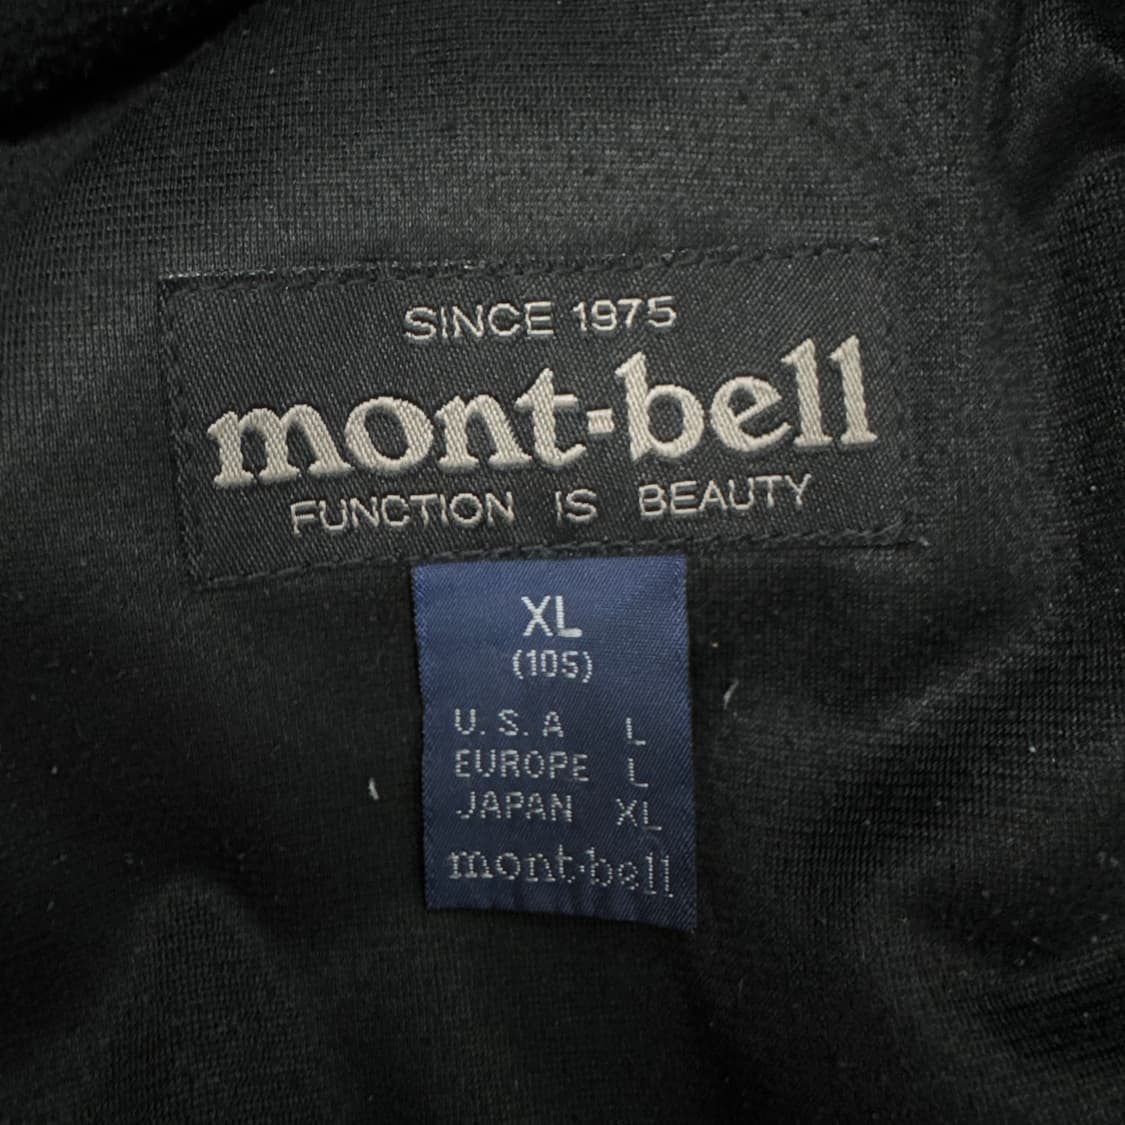 SINCE 1975
mont-bell
FUNCTION IS BEAUTY
XL
(105)
U.S.A L
EUROPE L
JAPAN XL
mont-bell